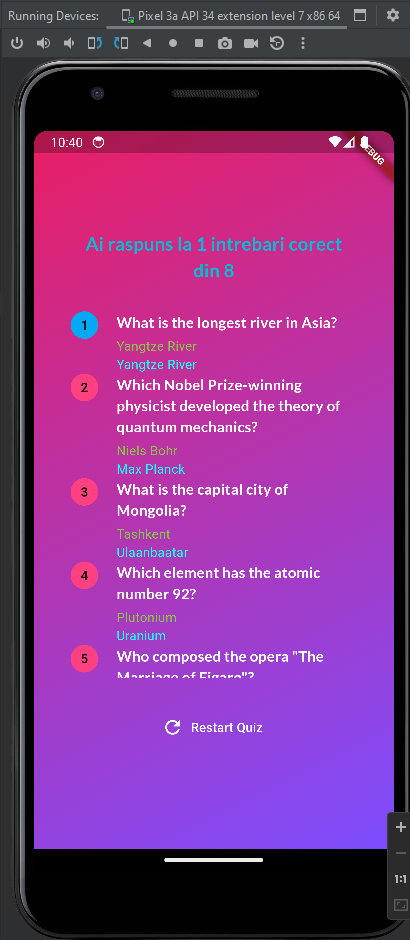 Running Devices:
Pixel 3a API 34 extension level 7 x86 64
10:40
DEBUG
Ai raspuns la 1 intrebari corect
din 8
1
What is the longest river in Asia?
Yangtze River
Yangtze River
2
Which Nobel Prize-winning
physicist developed the theory of
quantum mechanics?
Niels Bohr
Max Planck
3
What is the capital city of
Mongolia?
Tashkent
Ulaanbaatar
4
Which element has the atomic
number 92?
Plutonium
Uranium
5
Who composed the opera "The
Marriage of Figaro"?
Restart Quiz
1:1